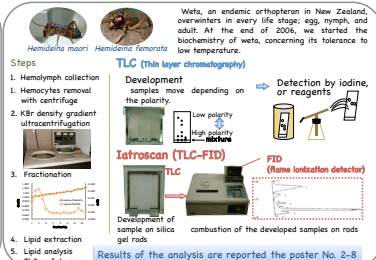 Weta, an endemic orthopteran in New Zealand,
overwinters in every life stage; egg, nymph, and
adult. At the end of 2006, we started the
biochemistry of weta, concerning its tolerance to
low temperature.
Hemideina maori
Hemideina femorata
Steps
1. Hemolymph collection
1. Hemocytes removal
with centrifuge
2. KBr density gradient
ultracentrifugation
3. Fractionation
4. Lipid extraction
5. Lipid analysis
TLC (Thin layer chromatography)
Development
samples move depending on
the polarity.
Low polarity
High polarity
mixture
Detection by iodine,
or reagents
Iatroscan (TLC-FID)
TLC
FID
(flame ionization detector)
Development of
sample on silica
gel rods
combustion of the developed samples on rods
Results of the analysis are reported the poster No. 2-8